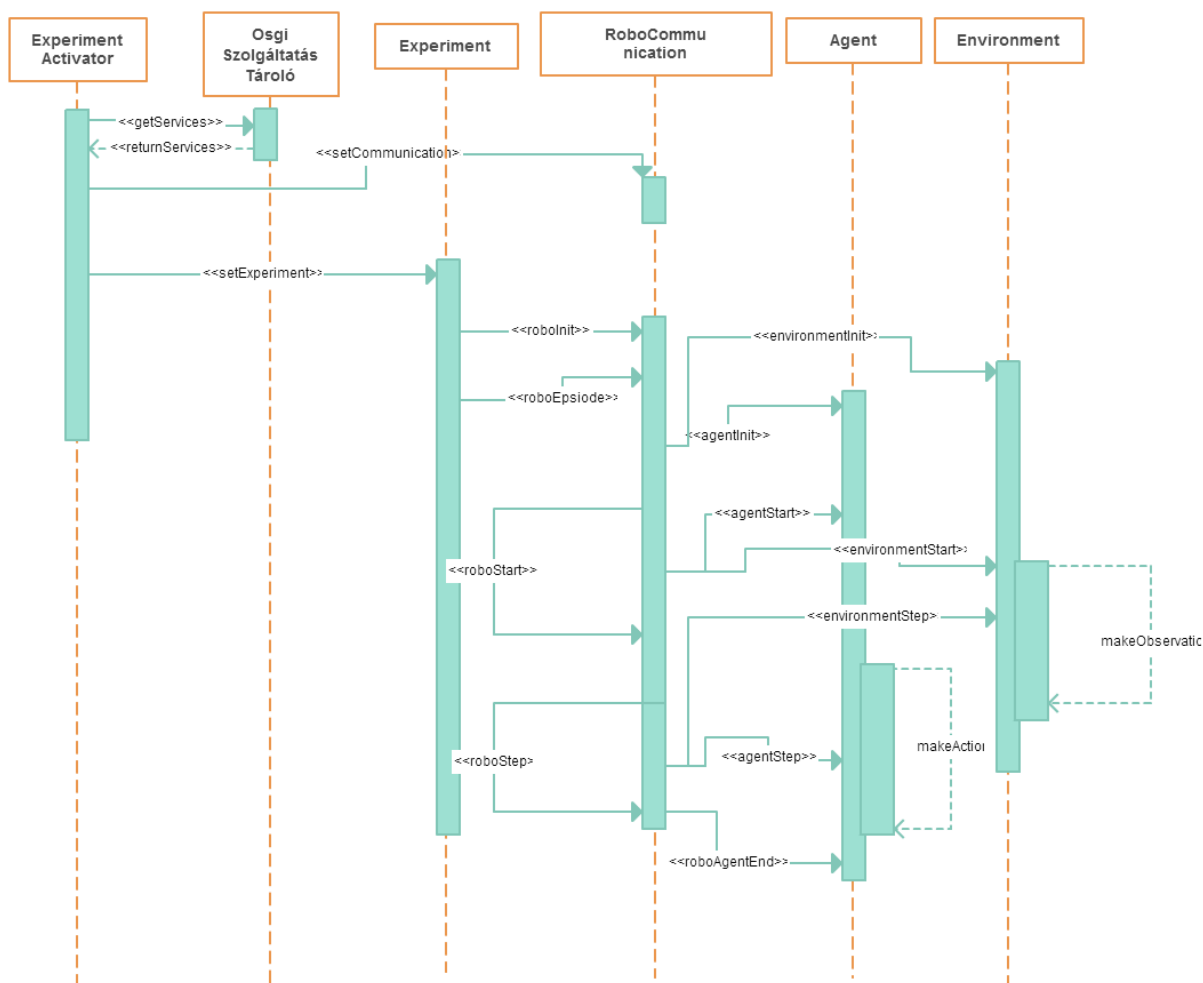 Experiment
Activator
Osgi
Szolgáltatás
Tároló
Experiment
RoboCommu
nication
Agent
Environment
<<getServices>>
<<returnServices>>
<<setCommunication>
<<setExperiment>>
<<roboInit>>
<<environmentInit>>
<<roboEpsiode>>
<<agentInit>>
<<agentStart>>
<<environmentStart>>
<<roboStart>>
<<environmentStep>>
makeObservatio
makeAction
<<agentStep>>
<<roboStep>
<<roboAgentEnd>>